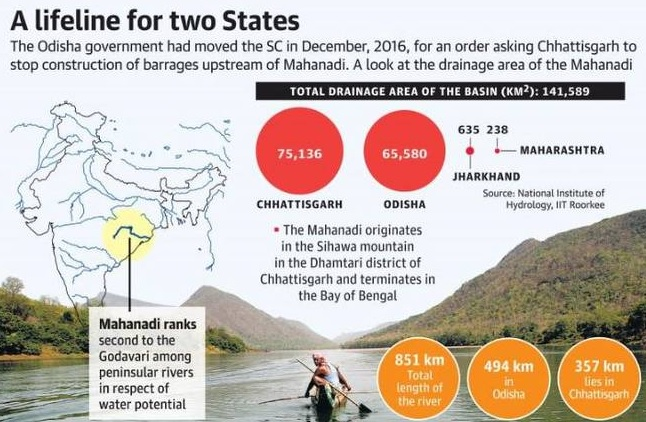 A lifeline for two States
The Odisha government had moved the SC in December, 2016, for an order asking Chhattisgarh to
stop construction of barrages upstream of Mahanadi. A look at the drainage area of the Mahanadi
TOTAL DRAINAGE AREA OF THE BASIN (KM²): 141,589
75,136
CHHATTISGARH
65,580
ODISHA
635
JHARKHAND
238
MAHARASHTRA
Source: National Institute of
Hydrology, IIT Roorkee
• The Mahanadi originates
in the Sihawa mountain
in the Dhamtari district of
Chhattisgarh and terminates in
the Bay of Bengal
Mahanadi ranks
second to the
Godavari among
peninsular rivers
in respect of
water potential
851 km
Total
length of
the river
494 km
in
Odisha
357 km
lies in
Chhattisgarh